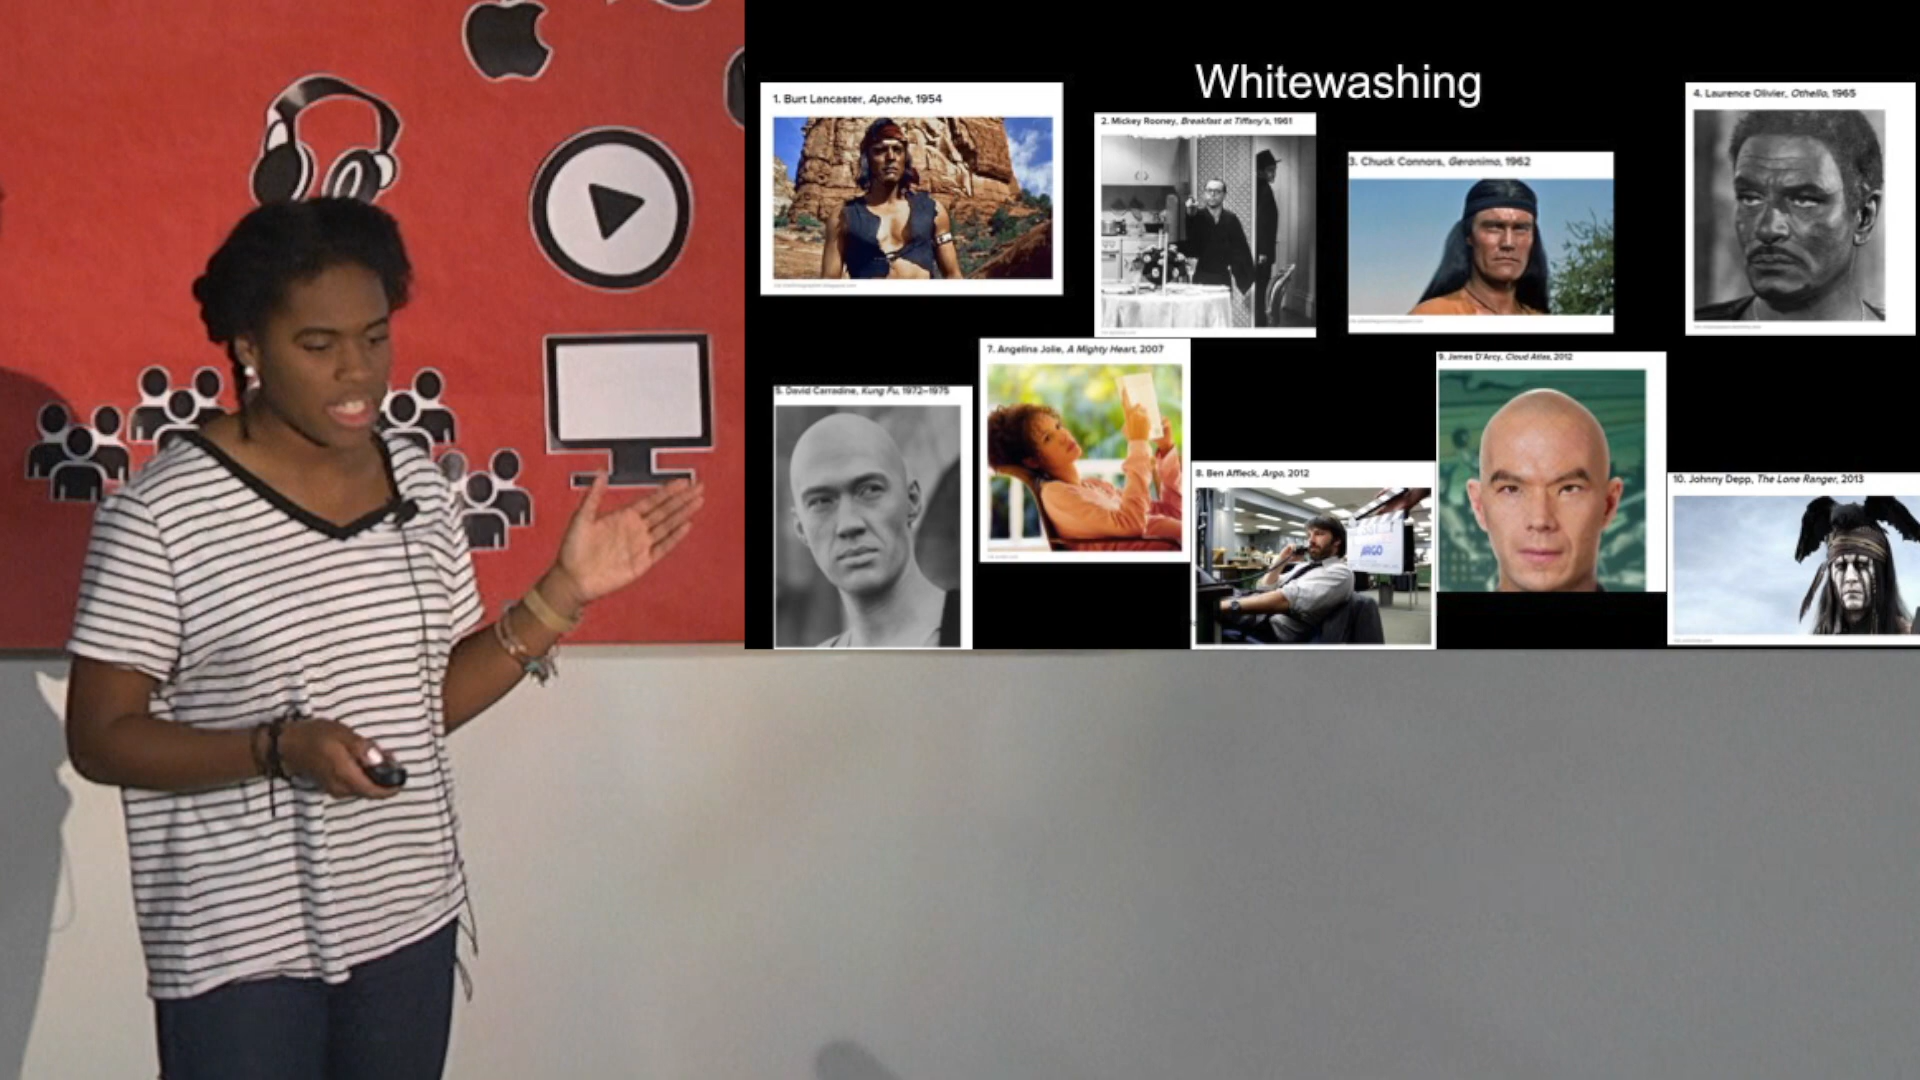 Whitewashing
1. Burt Lancaster, Apache, 1954
2. Mickey Rooney, Breakfast at Tiffany's, 1961
3. Chuck Connors, Geronimo, 1962
4. Laurence Olivier, Othello, 1965
5. David Carradine, Kung Fu, 1972–1975
7. Angelina Jolie, A Mighty Heart, 2007
8. Ben Affleck, Argo, 2012
ARGO
9. James D'Arcy, Cloud Atlas, 2012
10. Johnny Depp, The Lone Ranger, 2013